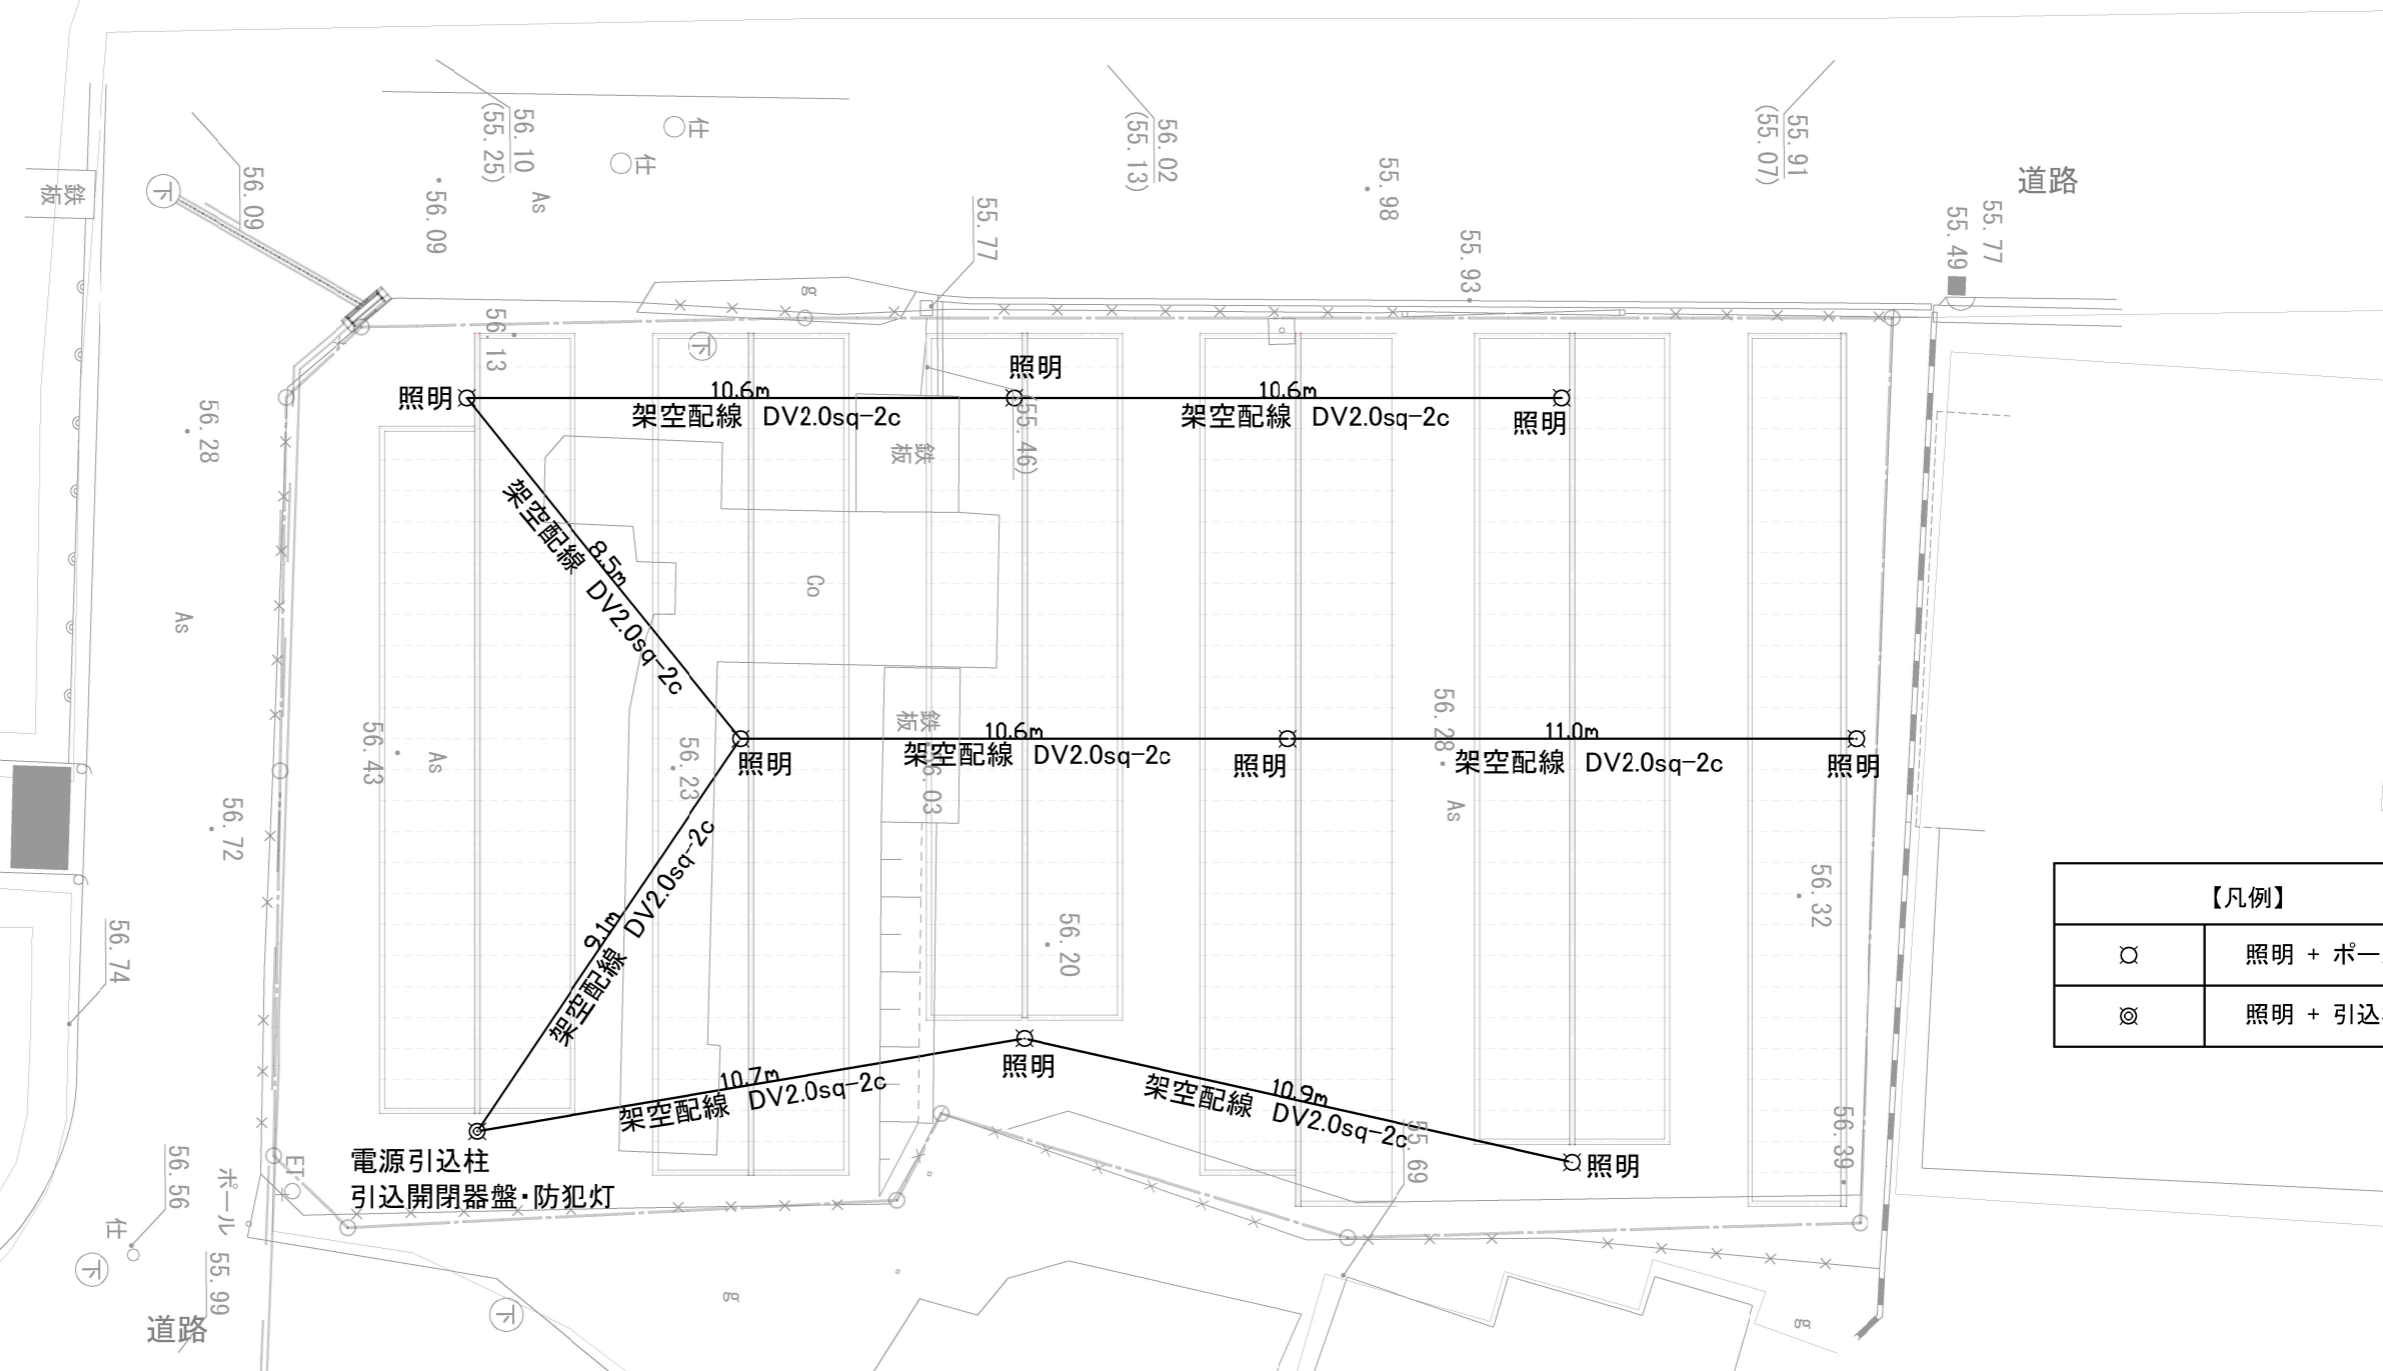 56.10
(55.25)
仕
仕
56.02
(55.13)
55.91
(55.07)
道路
55.98
鉄板
下
56.09
56.09
As
55.77
55.93
55.77
55.49
g
56.13
下
照明
照明
10.6m
架空配線 DV2.0sq-2c
10.6m
架空配線 DV2.0sq-2c
照明
(55.46)
鉄板
56.28
架空配線 DV2.0sq-2c
8.5m
Co
As
56.43
As
56.23
照明
鉄板
10.6m
架空配線 DV2.0sq-2c
照明
56.28
11.0m
架空配線 DV2.0sq-2c
照明
As
56.72
9.1m
架空配線 DV2.0sq-2c
56.20
56.32
【凡例】
照明 + ポー
照明 + 引込
56.74
10.7m
架空配線 DV2.0sq-2c
照明
10.9m
架空配線 DV2.0sq-2c
照明
55.69
56.39
電源引込柱
引込開閉器盤・防犯灯
ポール
56.56
仕
下
55.99
道路
下
g
g